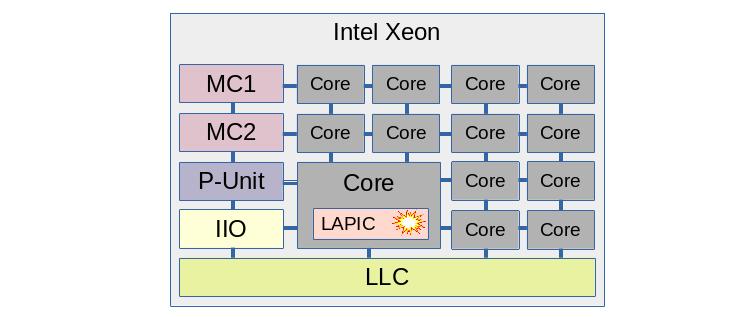 Intel Xeon
MC1 Core Core Core Core
MC2 Core Core Core Core
P-Unit Core Core Core
IIO LAPIC Core Core
LLC